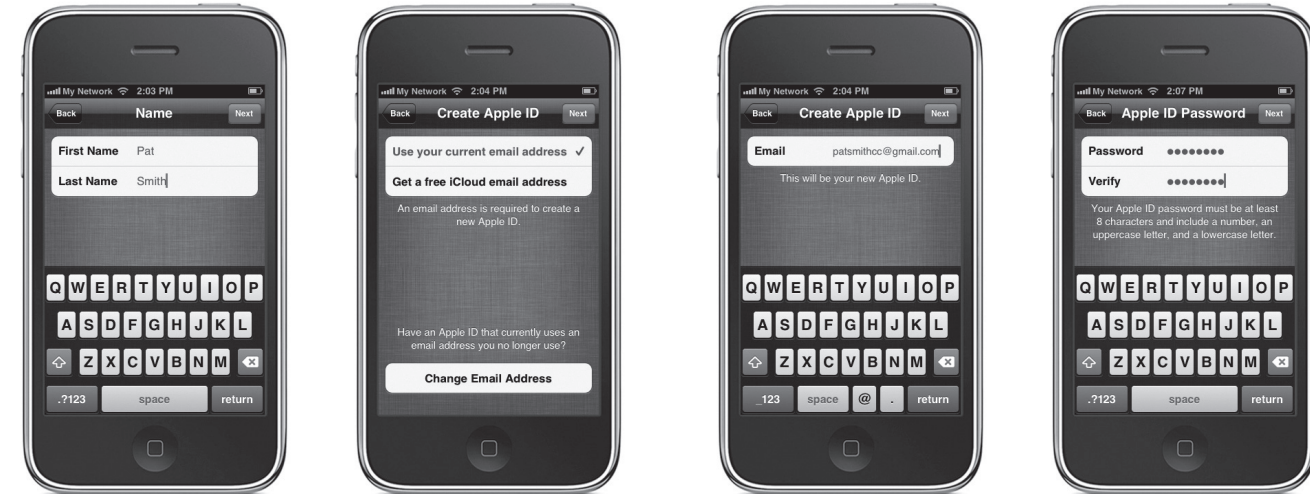 My Network 2:03 PM
Back Name Next
First Name Pat
Last Name Smith
Q W E R T Y U I O P
A S D F G H J K L
Z X C V B N M
.?123 space return
My Network 2:04 PM
Back Create Apple ID Next
Use your current email address ✓
Get a free iCloud email address
An email address is required to create a
new Apple ID.
Have an Apple ID that currently uses an
email address you no longer use?
Change Email Address
My Network 2:04 PM
Back Create Apple ID Next
Email patsmithcc@gmail.com
This will be your new Apple ID.
Q W E R T Y U I O P
A S D F G H J K L
Z X C V B N M
_123 space @ . return
My Network 2:07 PM
Back Apple ID Password Next
Password ●●●●●●●●
Verify ●●●●●●●●
Your Apple ID password must be at least
8 characters and include a number, an
uppercase letter, and a lowercase letter.
Q W E R T Y U I O P
A S D F G H J K L
Z X C V B N M
.?123 space return